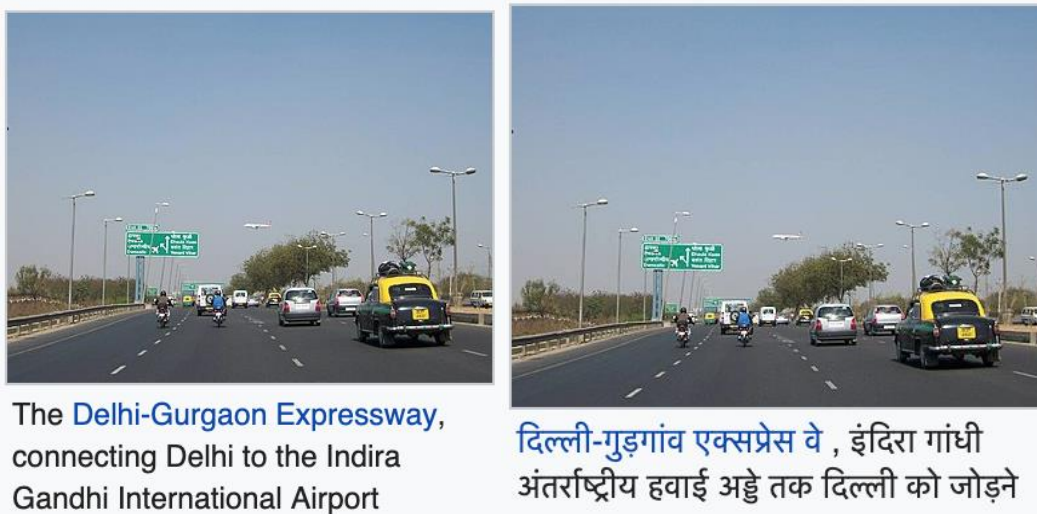 The Delhi-Gurgaon Expressway,
connecting Delhi to the Indira
Gandhi International Airport
दिल्ली-गुड़गांव एक्सप्रेस वे , इंदिरा गांधी
अंतर्राष्ट्रीय हवाई अड्डे तक दिल्ली को जोड़ने